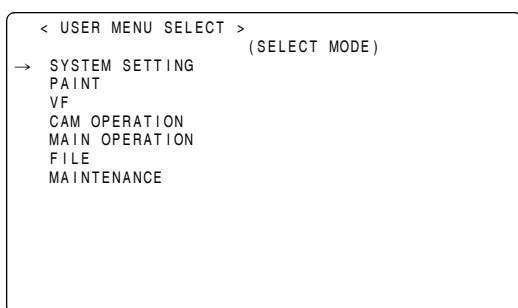 < USER MENU SELECT >
(SELECT MODE)
→ SYSTEM SETTING
PAINT
VF
CAM OPERATION
MAIN OPERATION
FILE
MAINTENANCE